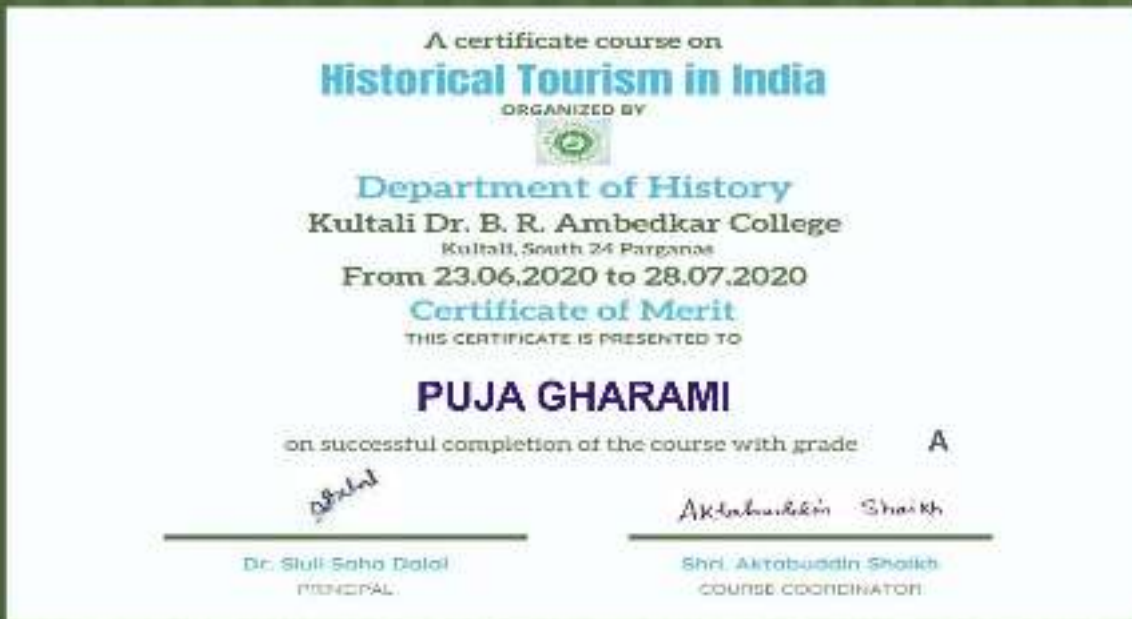 A certificate course on
Historical Tourism in India
ORGANIZED BY
Department of History
Kultali Dr. B. R. Ambedkar College
Kultali, South 24 Parganas
From 23.06.2020 to 28.07.2020
Certificate of Merit
THIS CERTIFICATE IS PRESENTED TO
PUJA GHARAMI
on successful completion of the course with grade A
Aktabuddin Shaikh
Dr. Siuli Saha Dalal
Shri. Aktabuddin Shaikh
PRINCIPAL
COURSE COORDINATOR